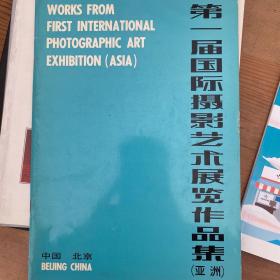 WORKS FROM
FIRST INTERNATIONAL
PHOTOGRAPHIC ART
EXHIBITION (ASIA)
第一届国际摄影艺术展览作品集
(亚洲)
中国 北京
BEIJING CHINA